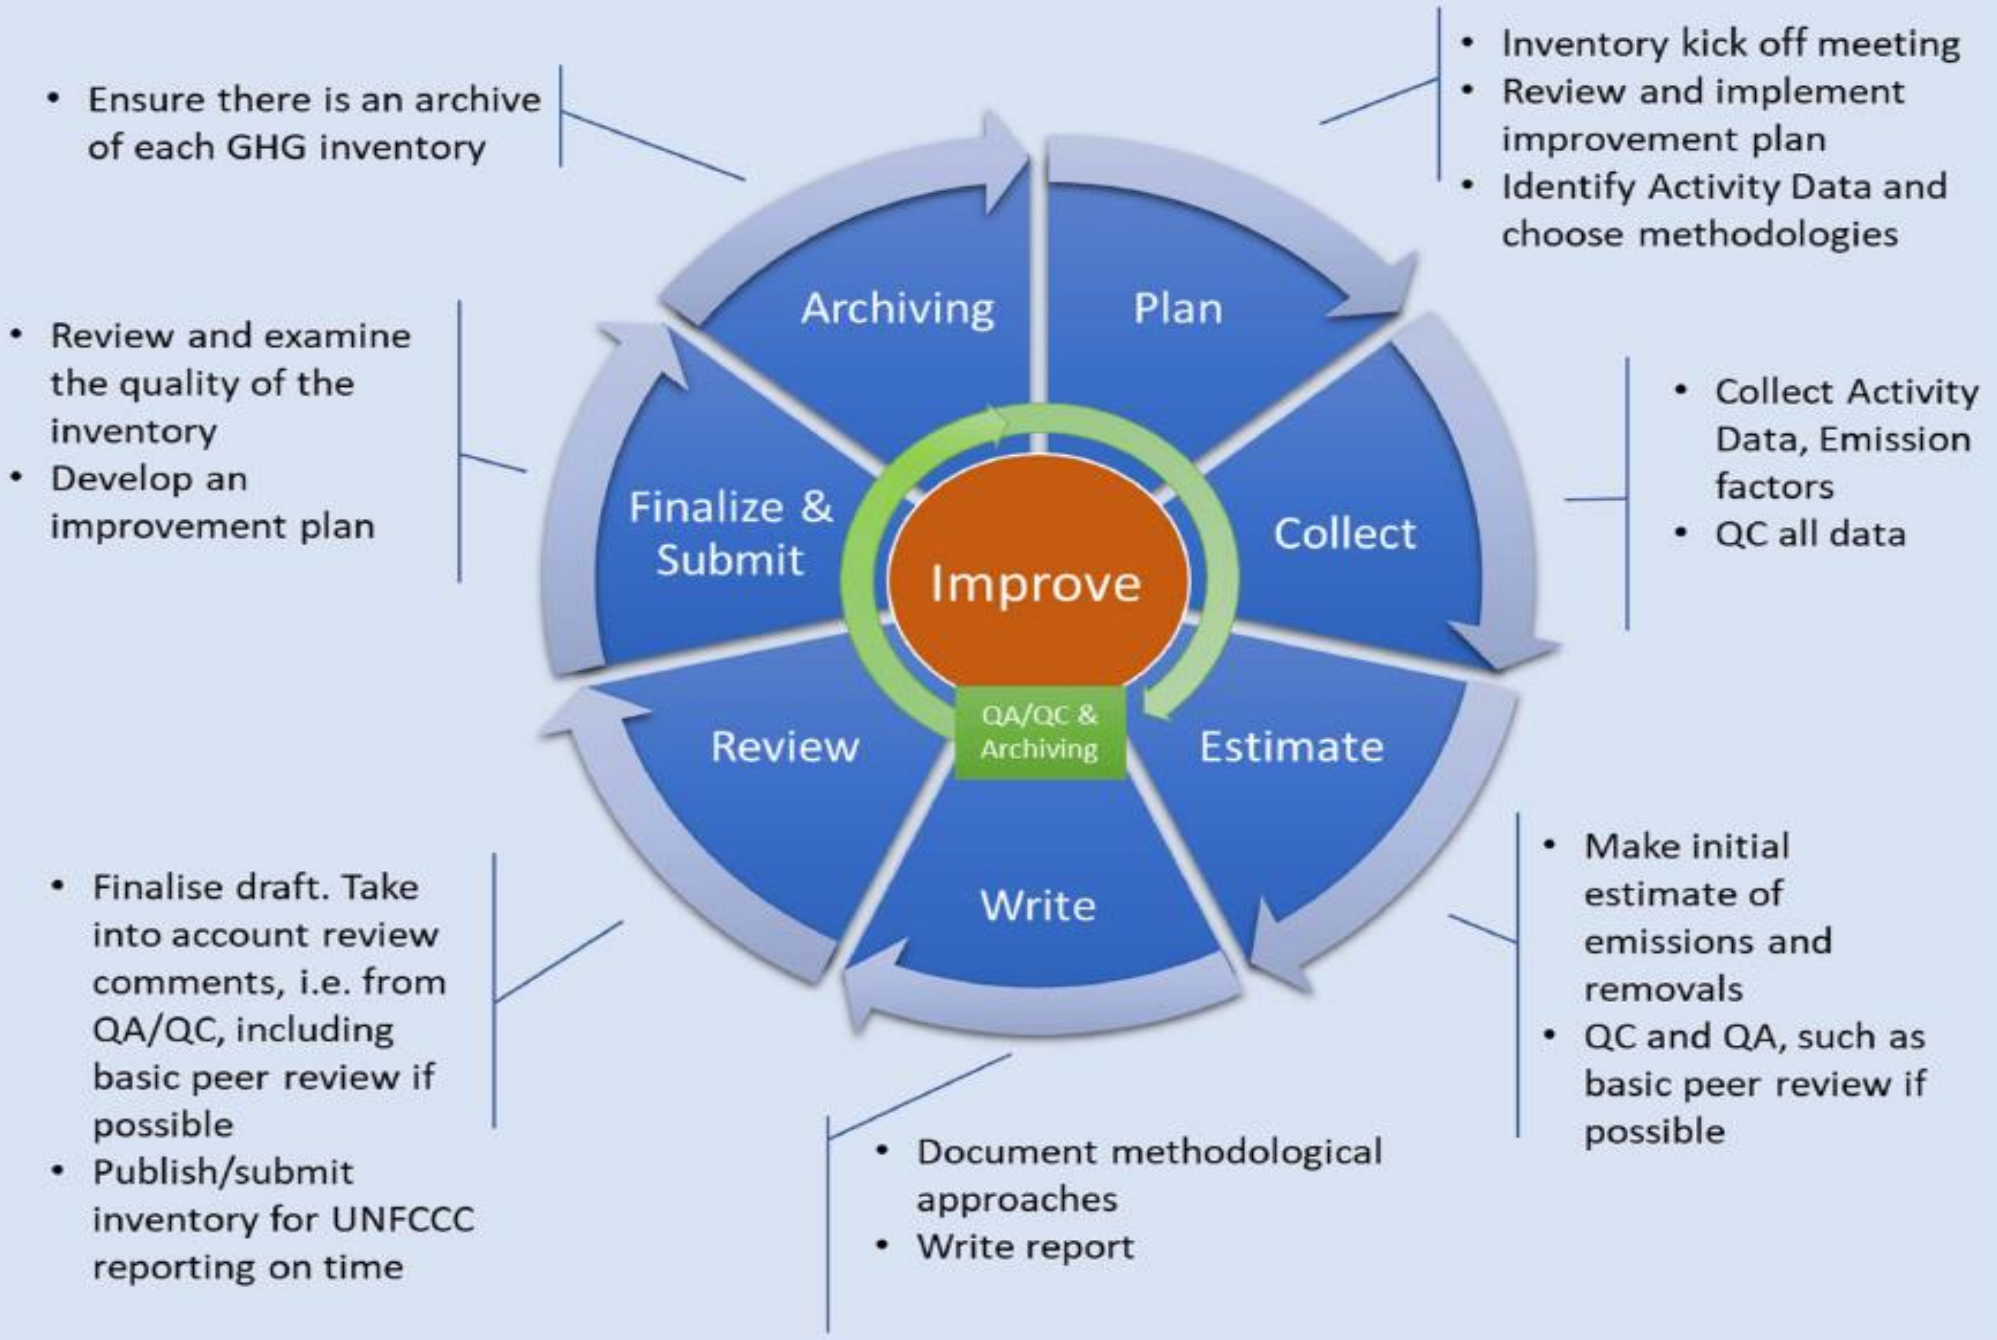 • Ensure there is an archive
of each GHG inventory
• Inventory kick off meeting
• Review and implement
improvement plan
• Identify Activity Data and
choose methodologies
Archiving
Plan
• Review and examine
the quality of the
inventory
• Develop an
improvement plan
• Collect Activity
Data, Emission
factors
• QC all data
Finalize &
Submit
Collect
Improve
QA/QC &
Archiving
Review
Estimate
Write
• Finalise draft. Take
into account review
comments, i.e. from
QA/QC, including
basic peer review if
possible
• Publish/submit
inventory for UNFCCC
reporting on time
• Make initial
estimate of
emissions and
removals
• QC and QA, such as
basic peer review if
possible
• Document methodological
approaches
• Write report